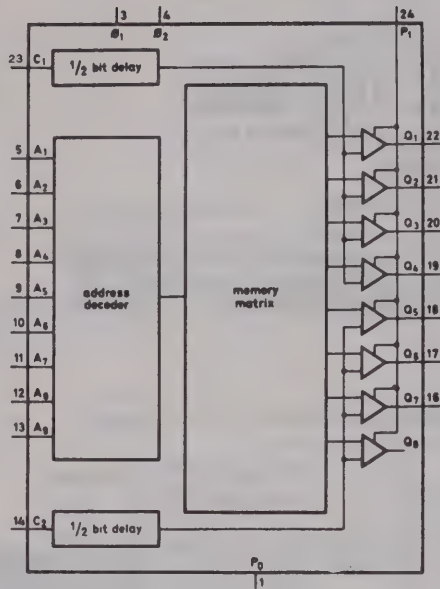 3 4 24
Ø1 Ø2 P1
23 C1 1/2 bit delay
5 A1
6 A2
7 A3
8 A4
9 A5
10 A6
11 A7
12 A8
13 A9
address
decoder
memory
matrix
Q1 22
Q2 21
Q3 20
Q4 19
Q5 18
Q6 17
Q7 16
Q8
14 C2 1/2 bit delay
P0
1